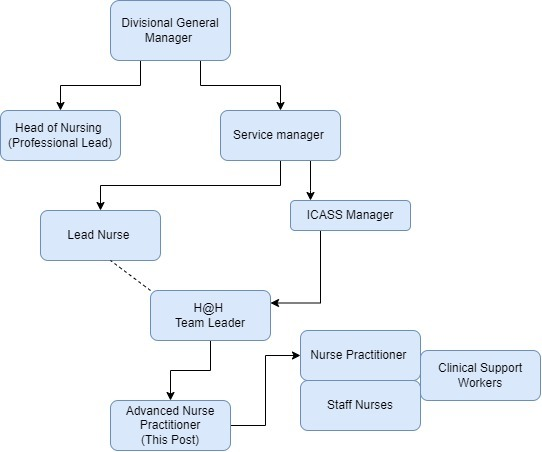 Divisional General
Manager
Head of Nursing
(Professional Lead)
Service manager
Lead Nurse
ICASS Manager
H@H
Team Leader
Nurse Practitioner
Clinical Support
Workers
Staff Nurses
Advanced Nurse
Practitioner
(This Post)